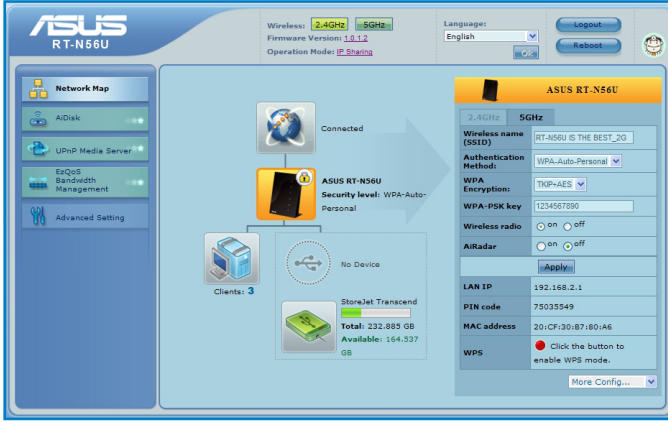 ASUS
RT-N56U
Wireless: 2.4GHz 5GHz
Firmware Version: 1.0.1.2
Operation Mode: IP Sharing
Language:
English
Logout
Reboot
Network Map
AiDisk
UPnP Media Server
EzQoS
Bandwidth
Management
Advanced Setting
Connected
ASUS RT-N56U
Security level: WPA-Auto-
Personal
Clients: 3
No Device
StoreJet Transcend
Total: 232.885 GB
Available: 164.537
GB
ASUS RT-N56U
2.4GHz 5GHz
Wireless name
(SSID)
RT-N56U IS THE BEST_2G
Authentication
Method:
WPA-Auto-Personal
WPA
Encryption:
TKIP+AES
WPA-PSK key
1234567890
Wireless radio
on off
AiRadar
on off
Apply
LAN IP
192.168.2.1
PIN code
75035549
MAC address
20:CF:30:B7:80:A6
WPS
Click the button to
enable WPS mode.
More Config...